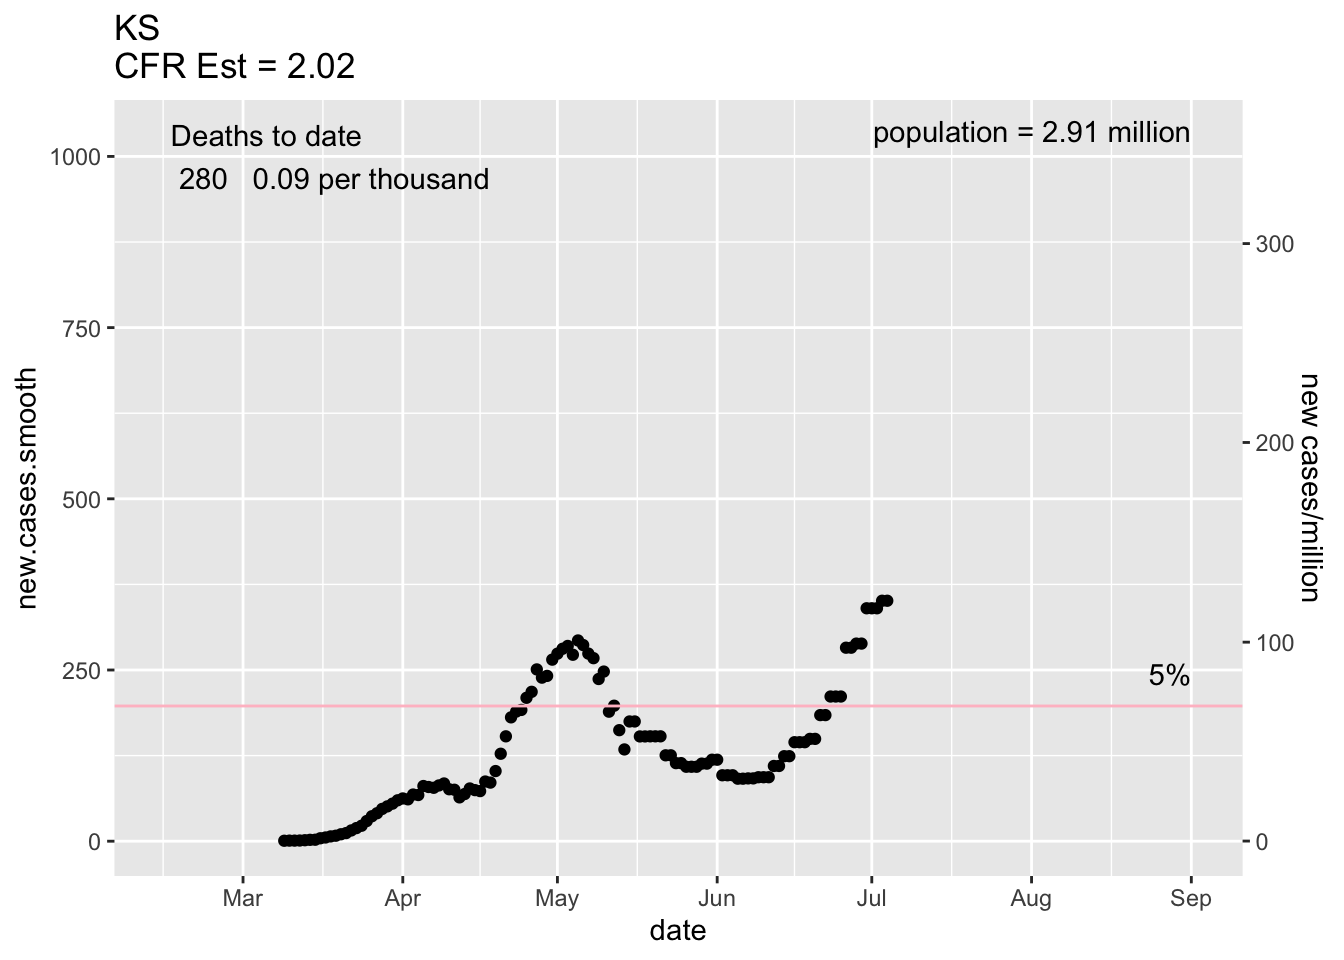 KS
CFR Est = 2.02
Deaths to date
280 0.09 per thousand
population = 2.91 million
1000
750
500
250
0
new.cases.smooth
300
200
100
0
new cases/million
5%
Mar Apr May Jun Jul Aug Sep
date